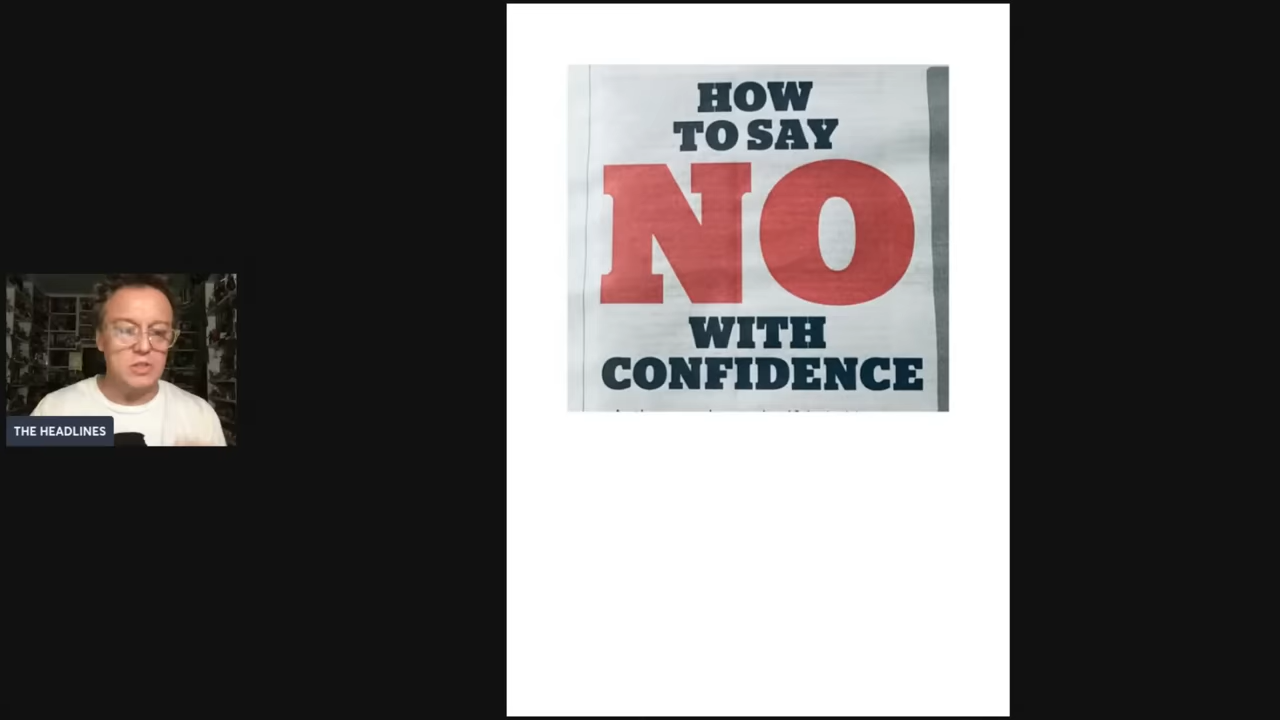 HOW
TO SAY
NO
WITH
CONFIDENCE
THE HEADLINES